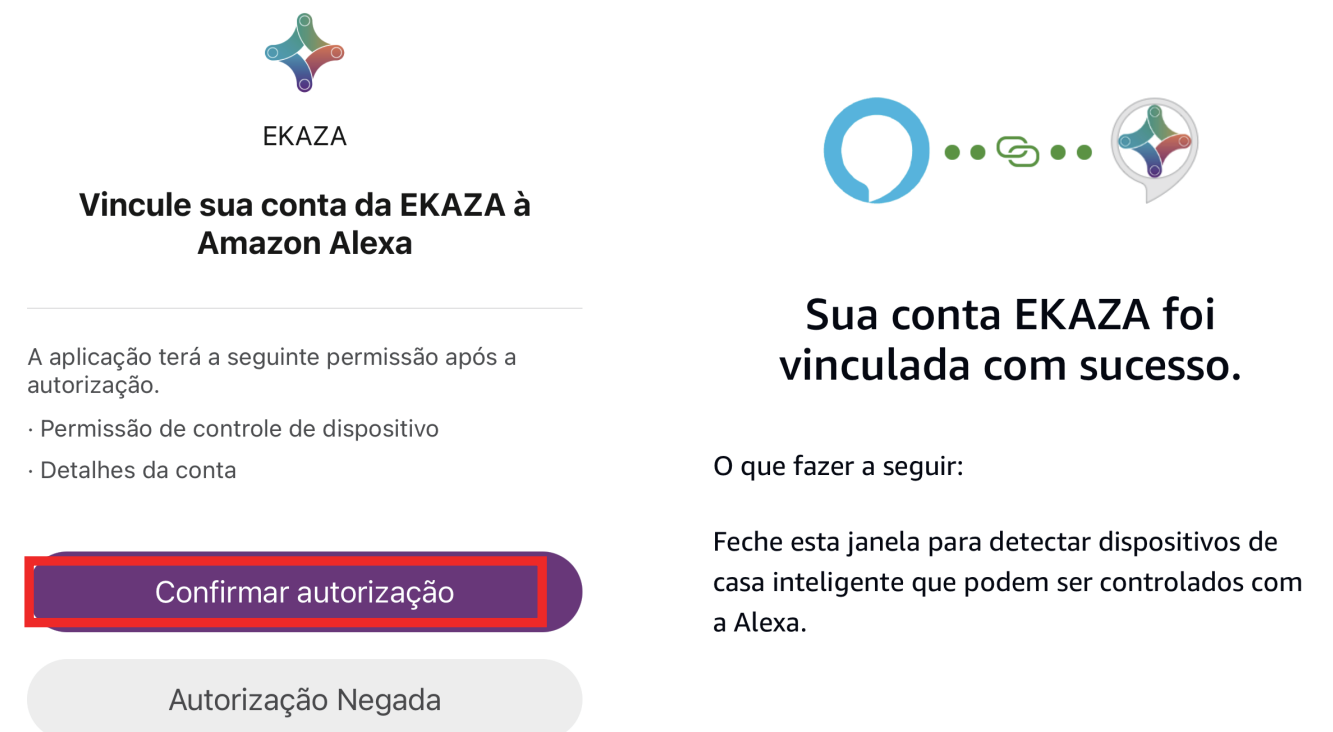 EKAZA
Vincule sua conta da EKAZA à
Amazon Alexa
A aplicação terá a seguinte permissão após a
autorização.
· Permissão de controle de dispositivo
· Detalhes da conta
Confirmar autorização
Autorização Negada
Sua conta EKAZA foi
vinculada com sucesso.
O que fazer a seguir:
Feche esta janela para detectar dispositivos de
casa inteligente que podem ser controlados com
a Alexa.